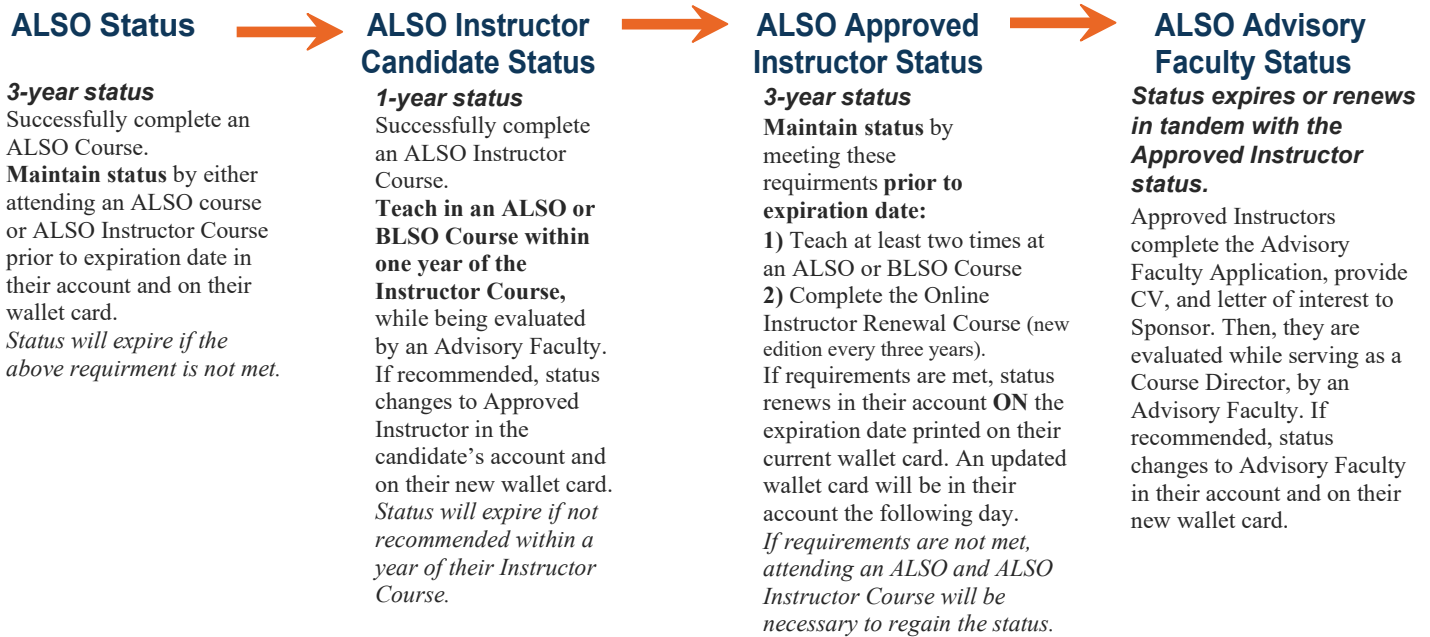 ALSO Status
3-year status
Successfully complete an
ALSO Course.
Maintain status by either
attending an ALSO course
or ALSO Instructor Course
prior to expiration date in
their account and on their
wallet card.
Status will expire if the
above requirment is not met.
ALSO Instructor
Candidate Status
1-year status
Successfully complete
an ALSO Instructor
Course.
Teach in an ALSO or
BLSO Course within
one year of the
Instructor Course,
while being evaluated
by an Advisory Faculty.
If recommended, status
changes to Approved
Instructor in the
candidate’s account and
on their new wallet card.
Status will expire if not
recommended within a
year of their Instructor
Course.
ALSO Approved
Instructor Status
3-year status
Maintain status by
meeting these
requirments prior to
expiration date:
1) Teach at least two times at
an ALSO or BLSO Course
2) Complete the Online
Instructor Renewal Course (new
edition every three years).
If requirements are met, status
renews in their account ON the
expiration date printed on their
current wallet card. An updated
wallet card will be in their
account the following day.
If requirements are not met,
attending an ALSO and ALSO
Instructor Course will be
necessary to regain the status.
ALSO Advisory
Faculty Status
Status expires or renews
in tandem with the
Approved Instructor
status.
Approved Instructors
complete the Advisory
Faculty Application, provide
CV, and letter of interest to
Sponsor. Then, they are
evaluated while serving as a
Course Director, by an
Advisory Faculty. If
recommended, status
changes to Advisory Faculty
in their account and on their
new wallet card.